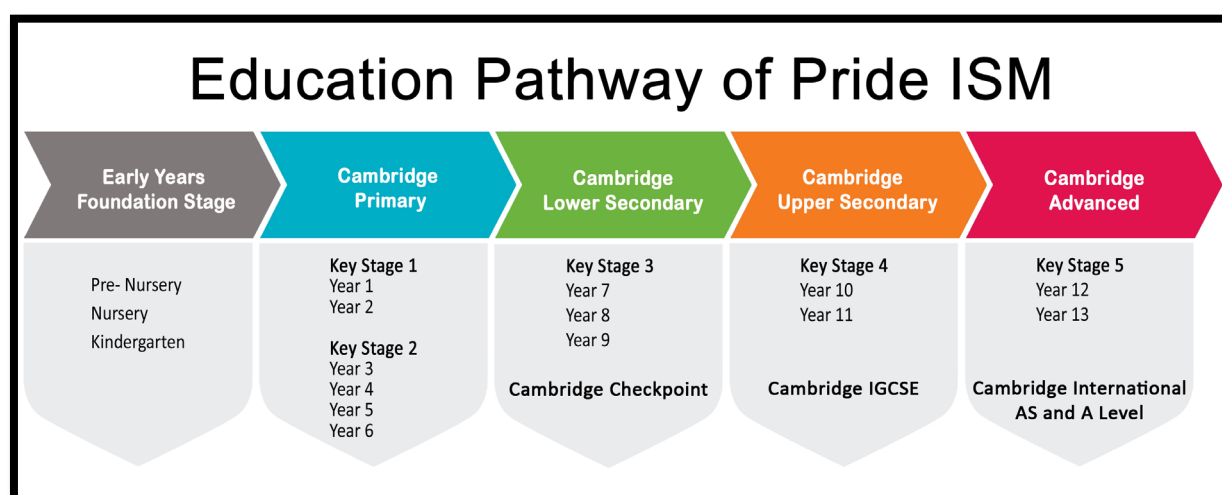 Education Pathway of Pride ISM
Early Years
Foundation Stage
Pre- Nursery
Nursery
Kindergarten
Cambridge
Primary
Key Stage 1
Year 1
Year 2
Key Stage 2
Year 3
Year 4
Year 5
Year 6
Cambridge
Lower Secondary
Key Stage 3
Year 7
Year 8
Year 9
Cambridge Checkpoint
Cambridge
Upper Secondary
Key Stage 4
Year 10
Year 11
Cambridge IGCSE
Cambridge
Advanced
Key Stage 5
Year 12
Year 13
Cambridge International
AS and A Level